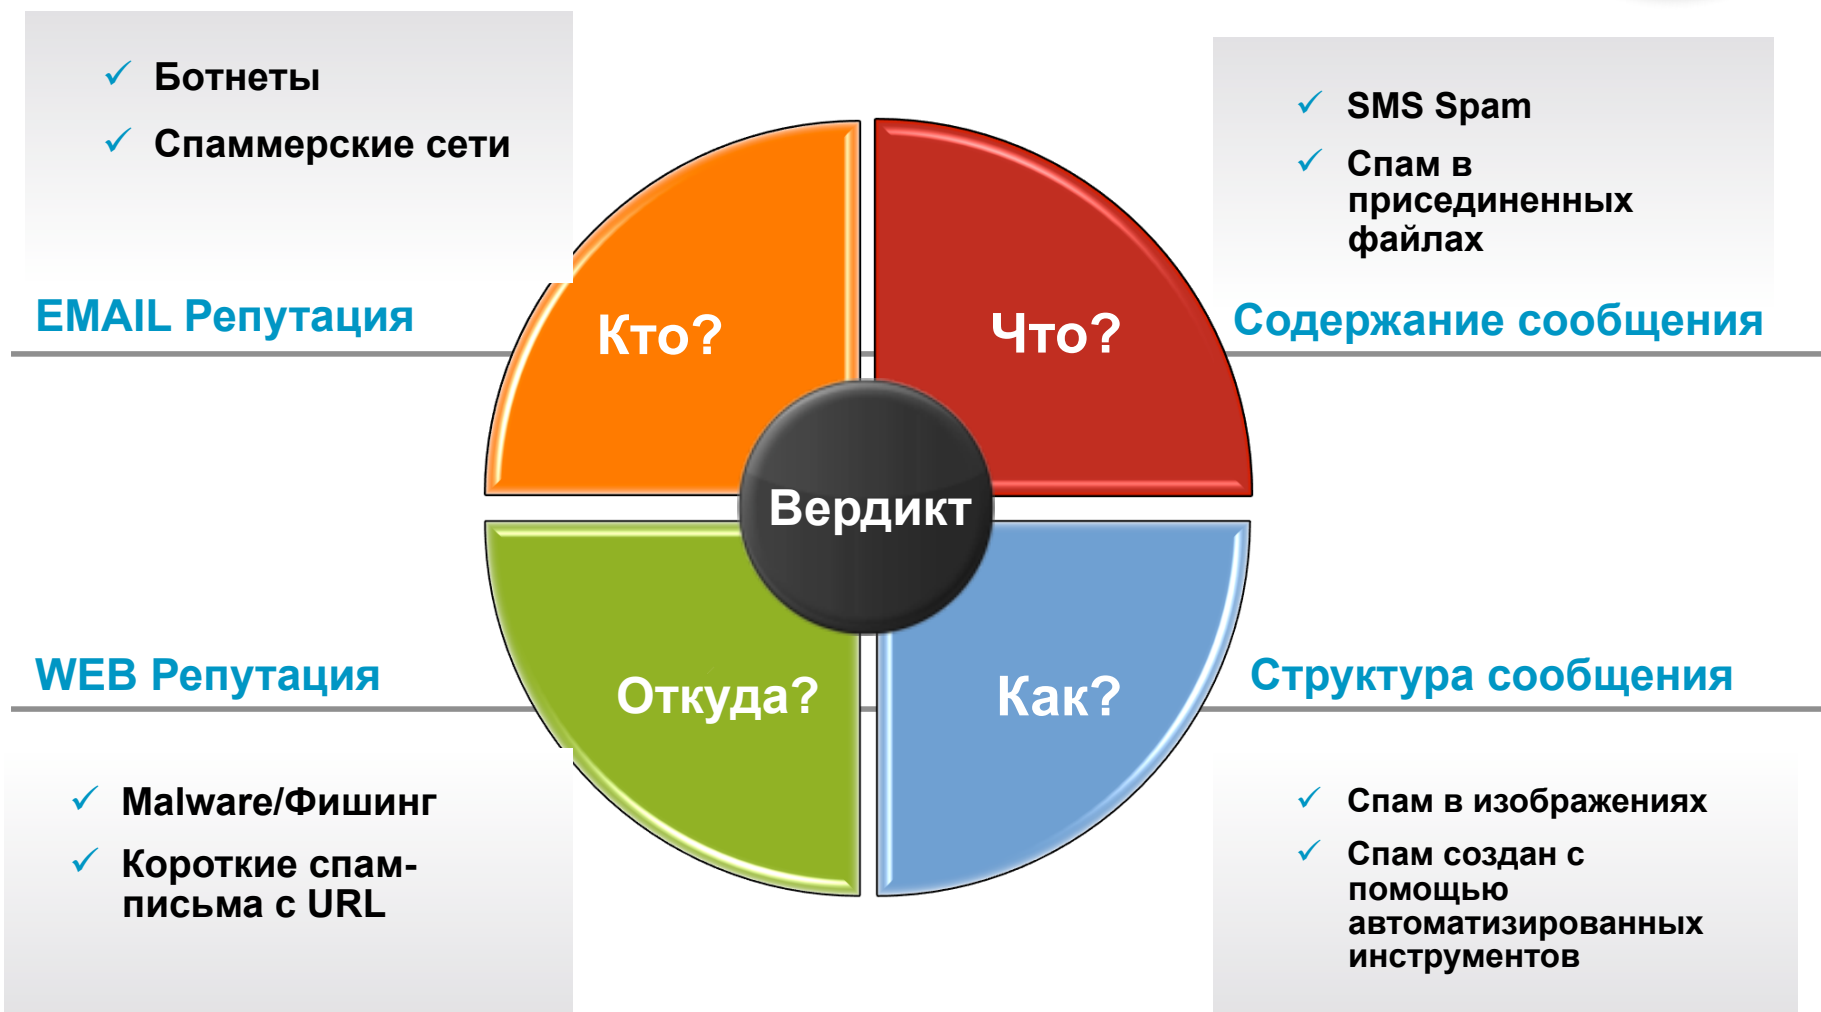 Ботнеты
Спаммерские сети
EMAIL Репутация
SMS Spam
Спам в
присединенных
файлах
Содержание сообщения
Кто?
Что?
Вердикт
Откуда?
Как?
WEB Репутация
Malware/Фишинг
Короткие спам-
письма с URL
Структура сообщения
Спам в изображениях
Спам создан с
помощью
автоматизированных
инструментов